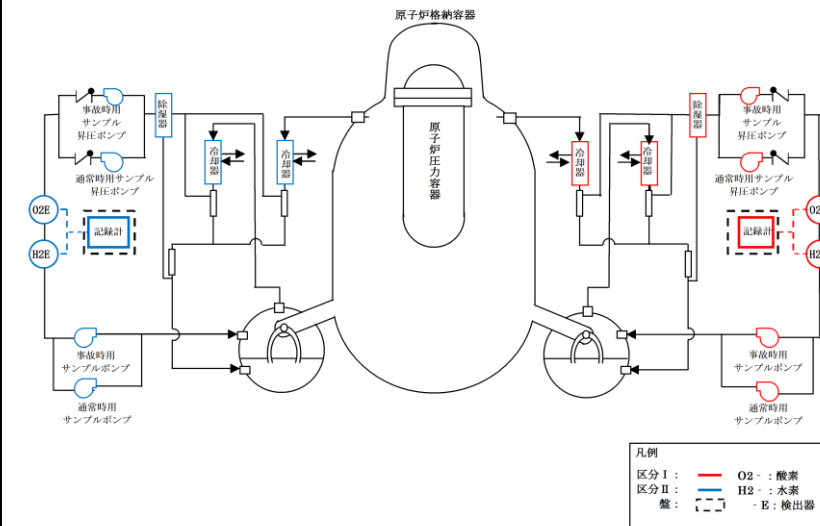 原子炉格納容器
原子炉圧力容器
事故時用
サンプル
昇圧ポンプ
除湿器
冷却器
冷却器
通常時用サンプル
昇圧ポンプ
O2E
H2E
記録計
事故時用
サンプルポンプ
通常時用
サンプルポンプ
冷却器
冷却器
除湿器
事故時用
サンプル
昇圧ポンプ
通常時用サンプル
昇圧ポンプ
記録計
O2
H2
事故時用
サンプルポンプ
通常時用
サンプルポンプ
凡例
区分Ⅰ：
O2‐：酸素
区分Ⅱ：
H2‐：水素
盤：
‐E：検出器